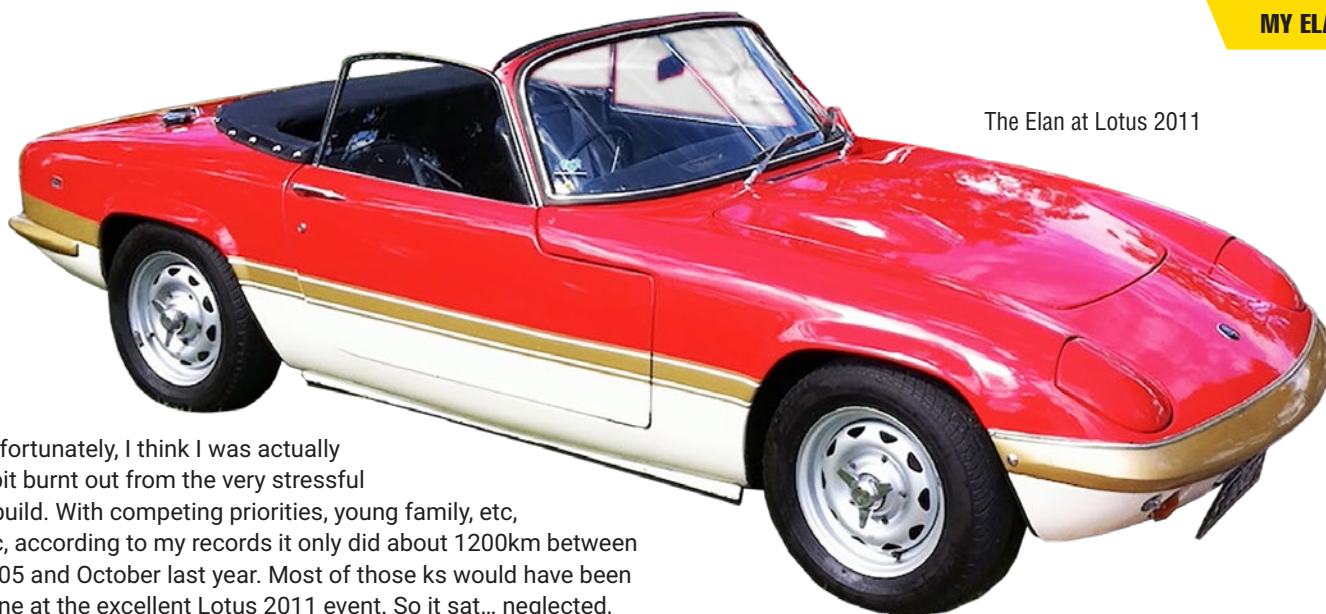 MY ELA
The Elan at Lotus 2011
fortunately, I think I was actually
bit burnt out from the very stressful
build. With competing priorities, young family, etc,
c, according to my records it only did about 1200km between
05 and October last year. Most of those ks would have been
ne at the excellent Lotus 2011 event. So it sat... neglected.